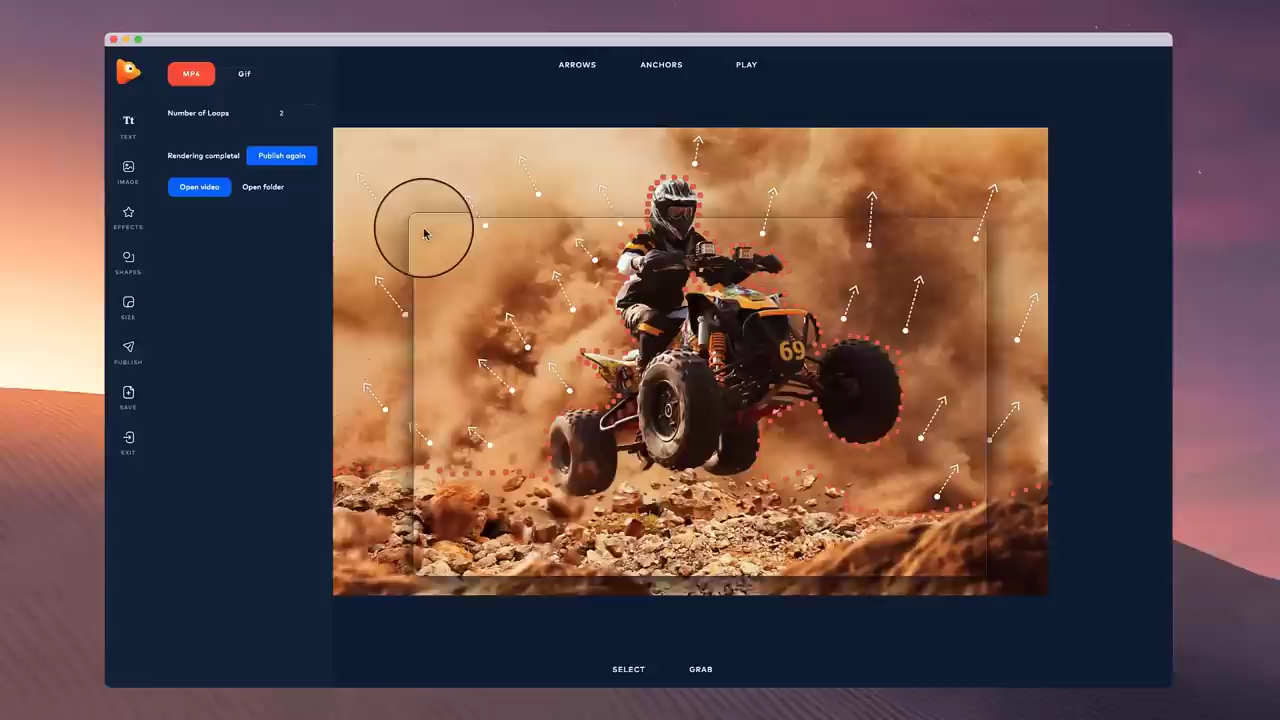 ARROWS
ANCHORS
PLAY
MP4
Gif
Number of Loops 2
Rendering complete!
Publish again
Open video
Open folder
Tt
TEXT
IMAGE
EFFECTS
SHAPES
SIZE
PUBLISH
SAVE
EXIT
69
SELECT
GRAB